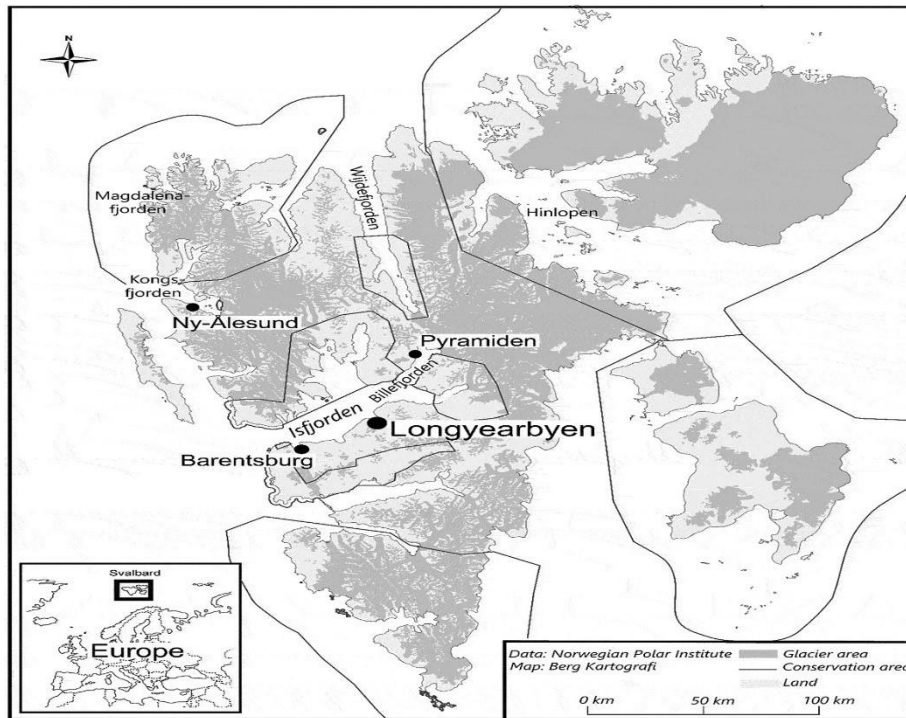 N
Magdalena-
fjorden
Wijdefjorden
Hinlopen
Kongs-
fjorden
Ny-Alesund
Pyramiden
Billefjorden
Isfjorden
Longyearbyen
Barentsburg
Svalbard
Europe
Data: Norwegian Polar Institute
Map: Berg Kartografi
Glacier area
Conservation area
Land
0 km
50 km
100 km